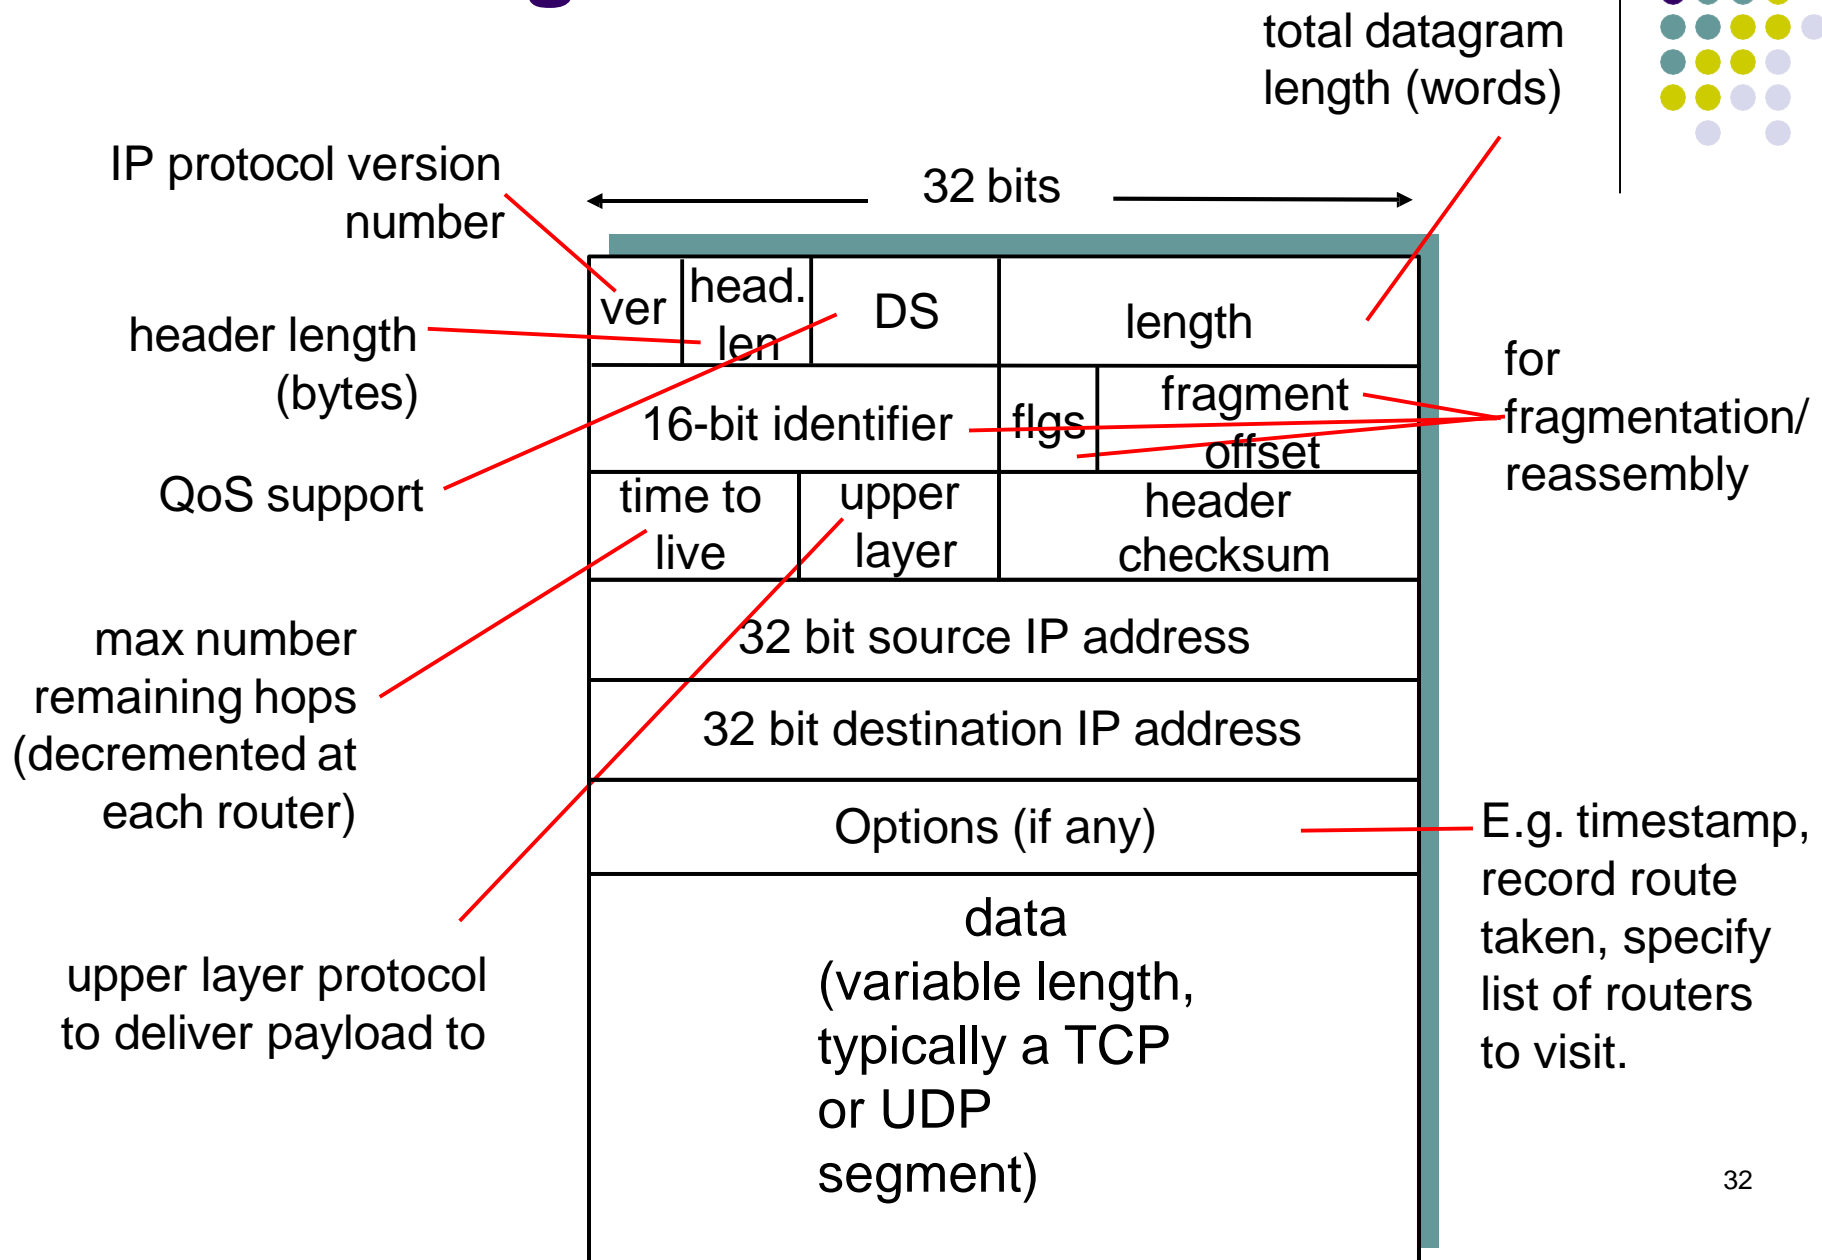 total datagram
length (words)
IP protocol version
number
32 bits
ver
head.
len
DS
length
header length
(bytes)
for
fragmentation/
reassembly
16-bit identifier
flgs
fragment
offset
QoS support
time to
live
upper
layer
header
checksum
max number
remaining hops
(decremented at
each router)
32 bit source IP address
32 bit destination IP address
Options (if any)
E.g. timestamp,
record route
taken, specify
list of routers
to visit.
upper layer protocol
to deliver payload to
data
(variable length,
typically a TCP
or UDP
segment)
32